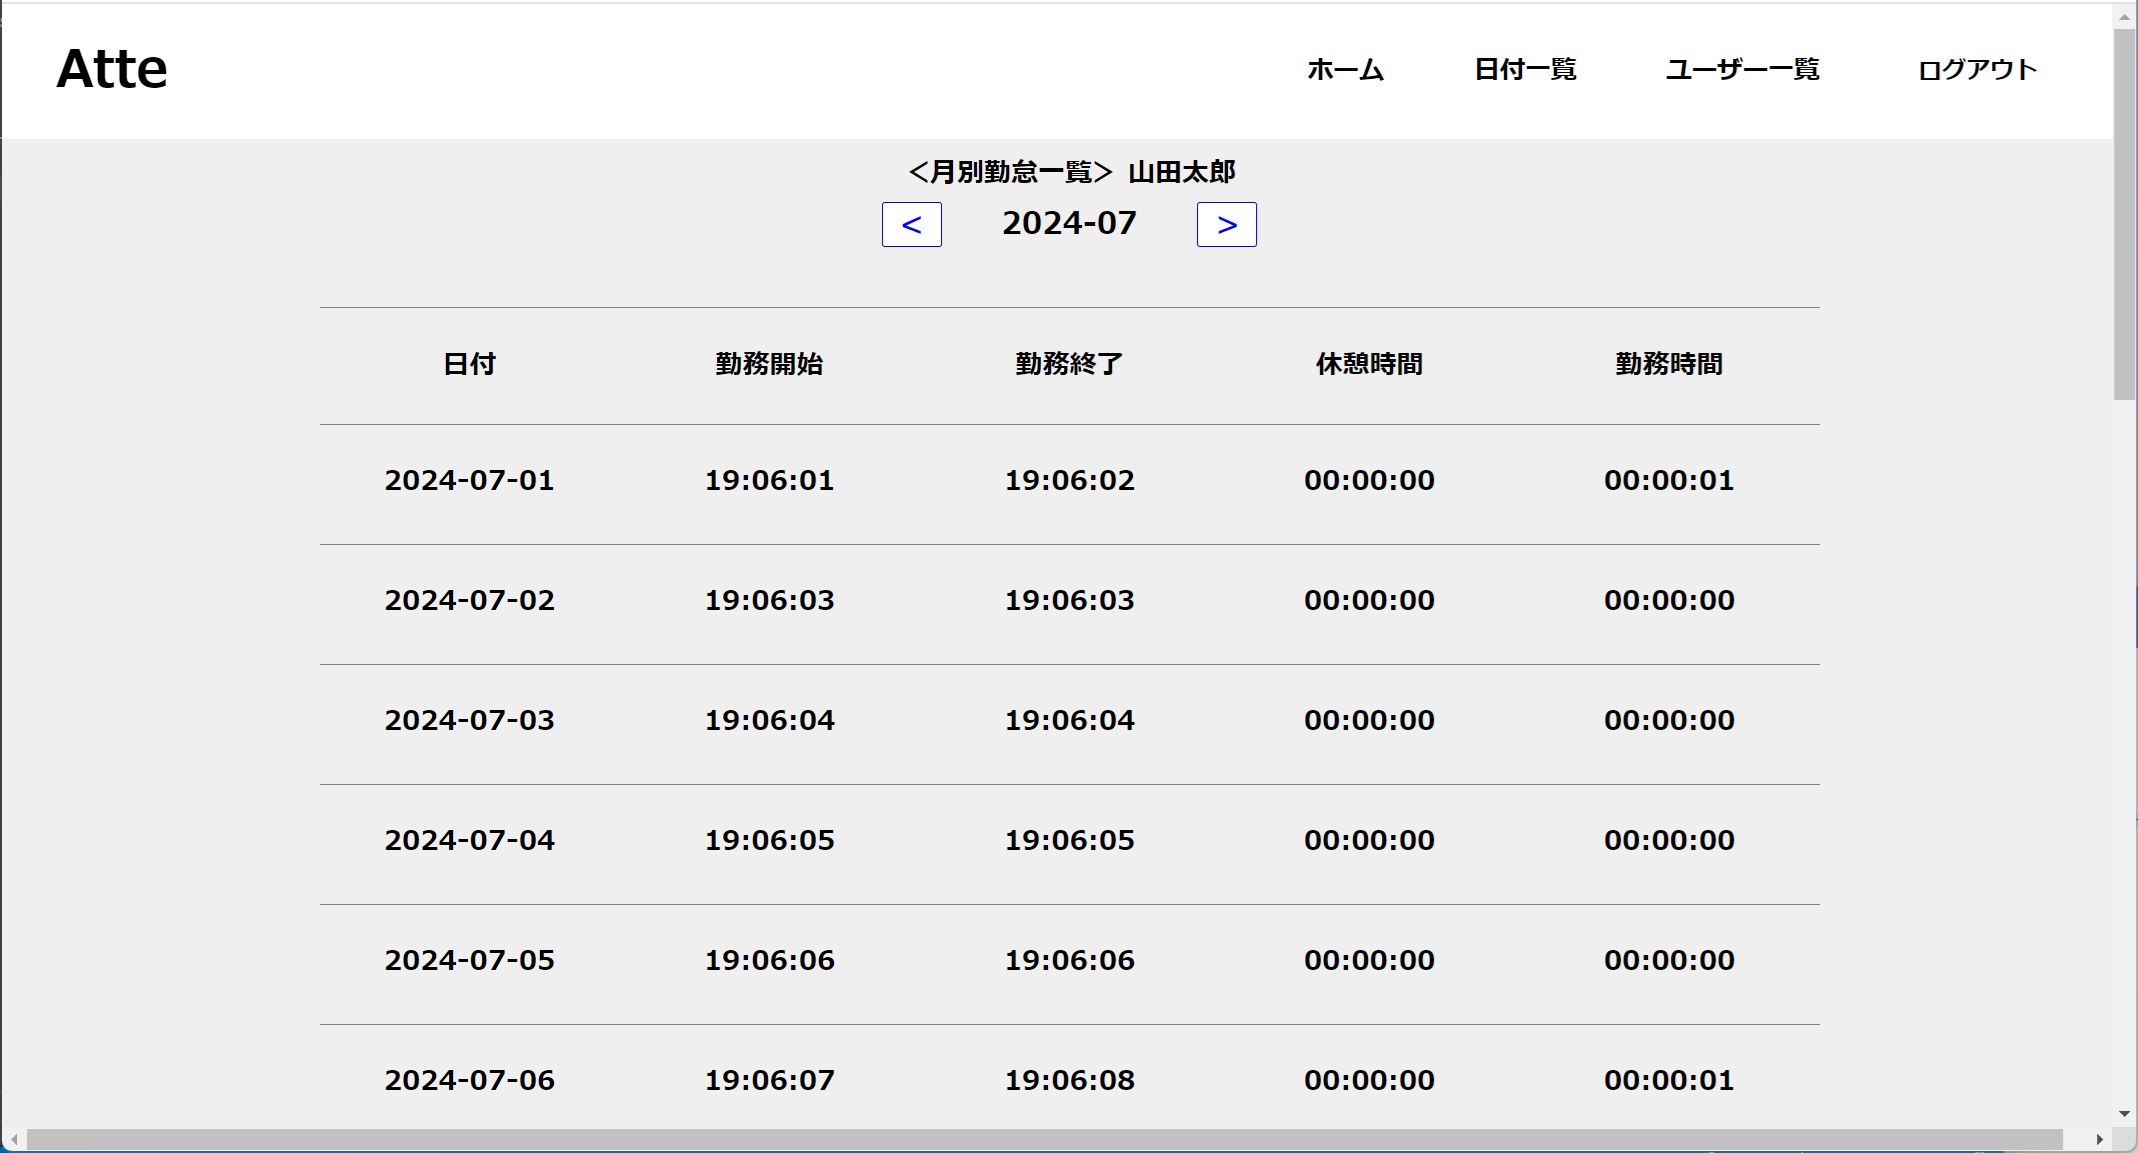 Atte ホーム 日付一覧 ユーザー一覧 ログアウト
＜月別勤怠一覧＞ 山田太郎
< 2024-07 >
日付 勤務開始 勤務終了 休憩時間 勤務時間
2024-07-01 19:06:01 19:06:02 00:00:00 00:00:01
2024-07-02 19:06:03 19:06:03 00:00:00 00:00:00
2024-07-03 19:06:04 19:06:04 00:00:00 00:00:00
2024-07-04 19:06:05 19:06:05 00:00:00 00:00:00
2024-07-05 19:06:06 19:06:06 00:00:00 00:00:00
2024-07-06 19:06:07 19:06:08 00:00:00 00:00:01